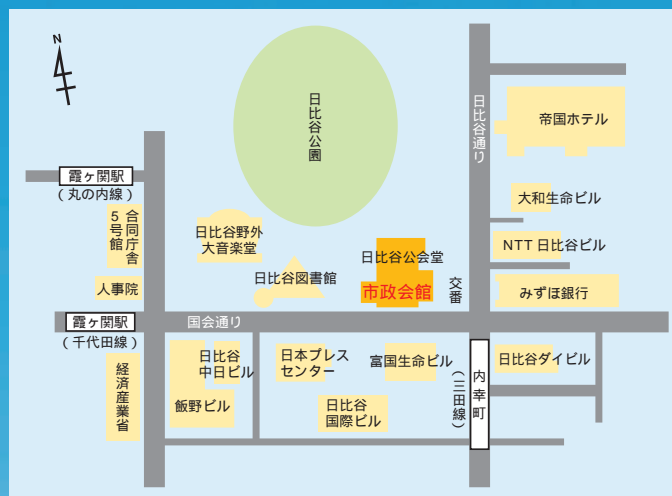 N
日比谷公園
日比谷通り
帝国ホテル
霞ヶ関駅
(丸の内線)
大和生命ビル
合同庁舎
5号館
日比谷野外
大音楽堂
NTT 日比谷ビル
日比谷公会堂
日比谷図書館
人事院
市政会館
交番
みずほ銀行
霞ヶ関駅
(千代田線)
国会通り
日比谷
中日ビル
日本プレス
センター
富国生命ビル
(三田線)
内幸町
日比谷ダイビル
経済産業省
飯野ビル
日比谷
国際ビル